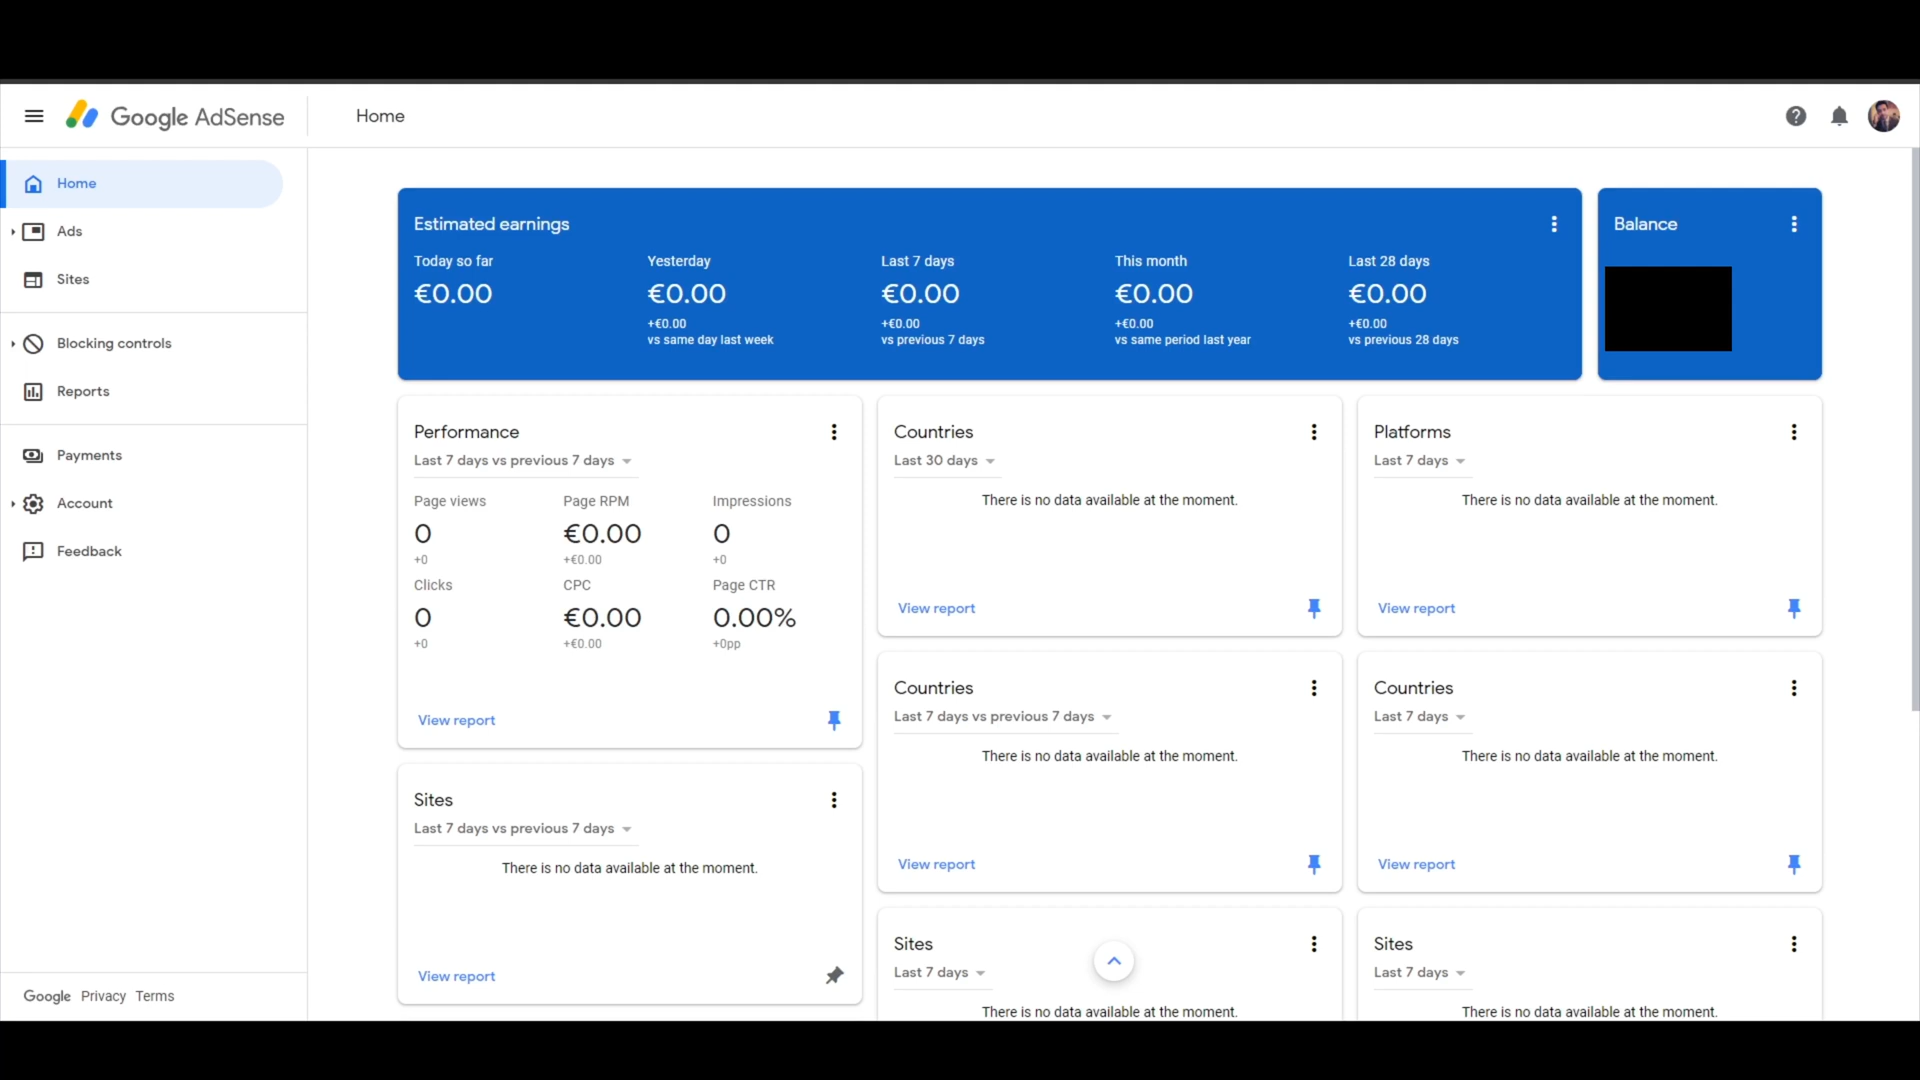 Google AdSense
Home
Home
Ads
Sites
Blocking controls
Reports
Payments
Account
Feedback
Google Privacy Terms
Estimated earnings
Today so far
€0.00
Yesterday
€0.00
+€0.00
vs same day last week
Last 7 days
€0.00
+€0.00
vs previous 7 days
This month
€0.00
+€0.00
vs same period last year
Last 28 days
€0.00
+€0.00
vs previous 28 days
Balance
Performance
Last 7 days vs previous 7 days
Page views
0
+0
Page RPM
€0.00
+€0.00
Impressions
0
+0
Clicks
0
+0
CPC
€0.00
+€0.00
Page CTR
0.00%
+0pp
View report
Countries
Last 30 days
There is no data available at the moment.
View report
Platforms
Last 7 days
There is no data available at the moment.
View report
Countries
Last 7 days vs previous 7 days
There is no data available at the moment.
View report
Countries
Last 7 days
There is no data available at the moment.
View report
Sites
Last 7 days vs previous 7 days
There is no data available at the moment.
View report
Sites
Last 7 days
There is no data available at the moment.
Sites
Last 7 days
There is no data available at the moment.